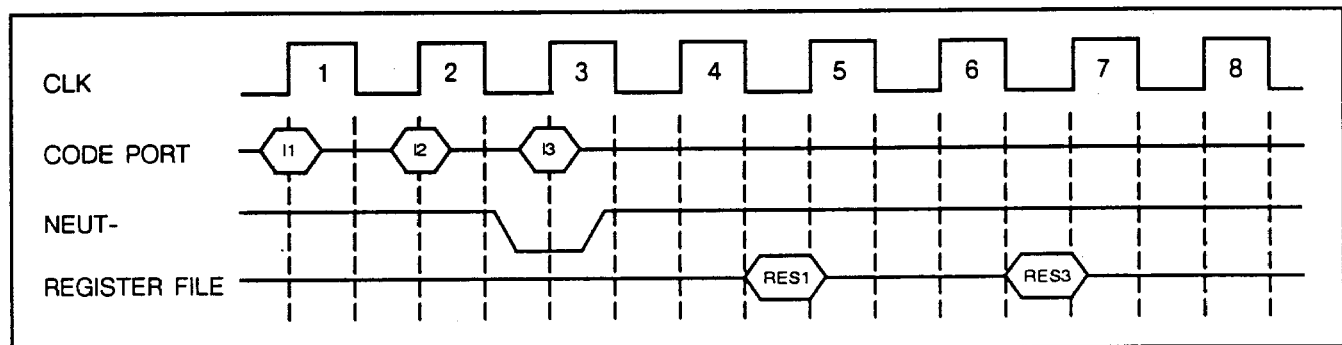 CLK 1 2 3 4 5 6 7 8
CODE PORT I1 I2 I3
NEUT-
REGISTER FILE RES1 RES3